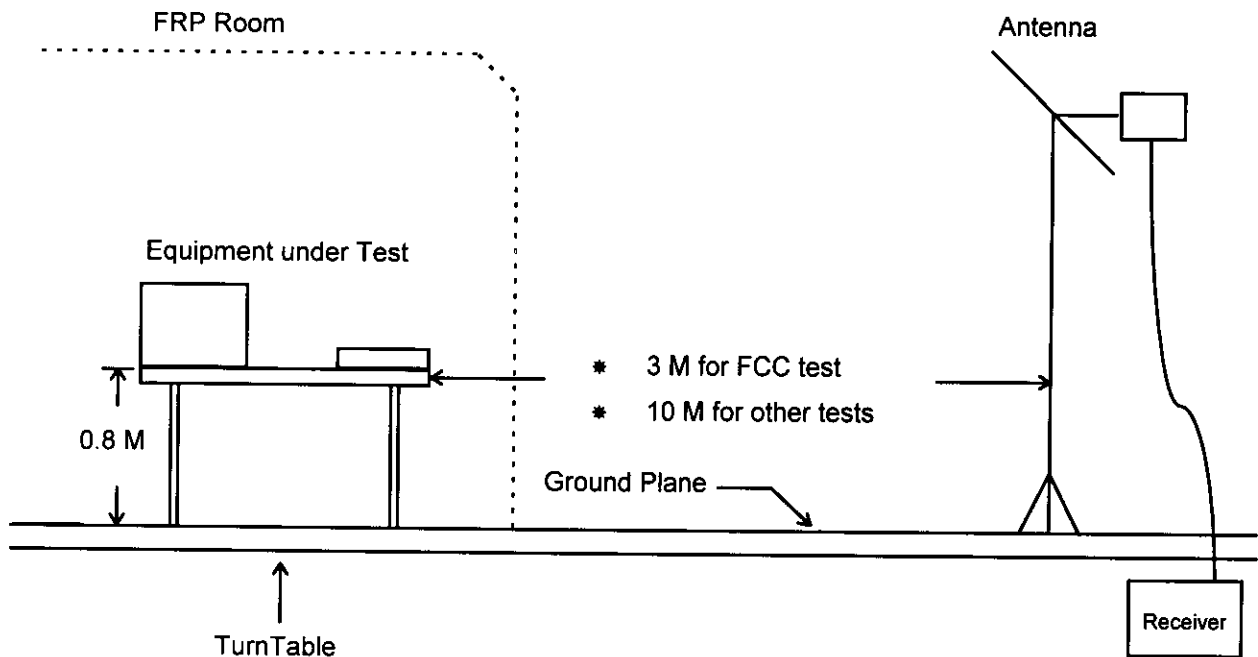 FRP Room
Antenna
Equipment under Test
* 3 M for FCC test
* 10 M for other tests
0.8 M
Ground Plane
TurnTable
Receiver